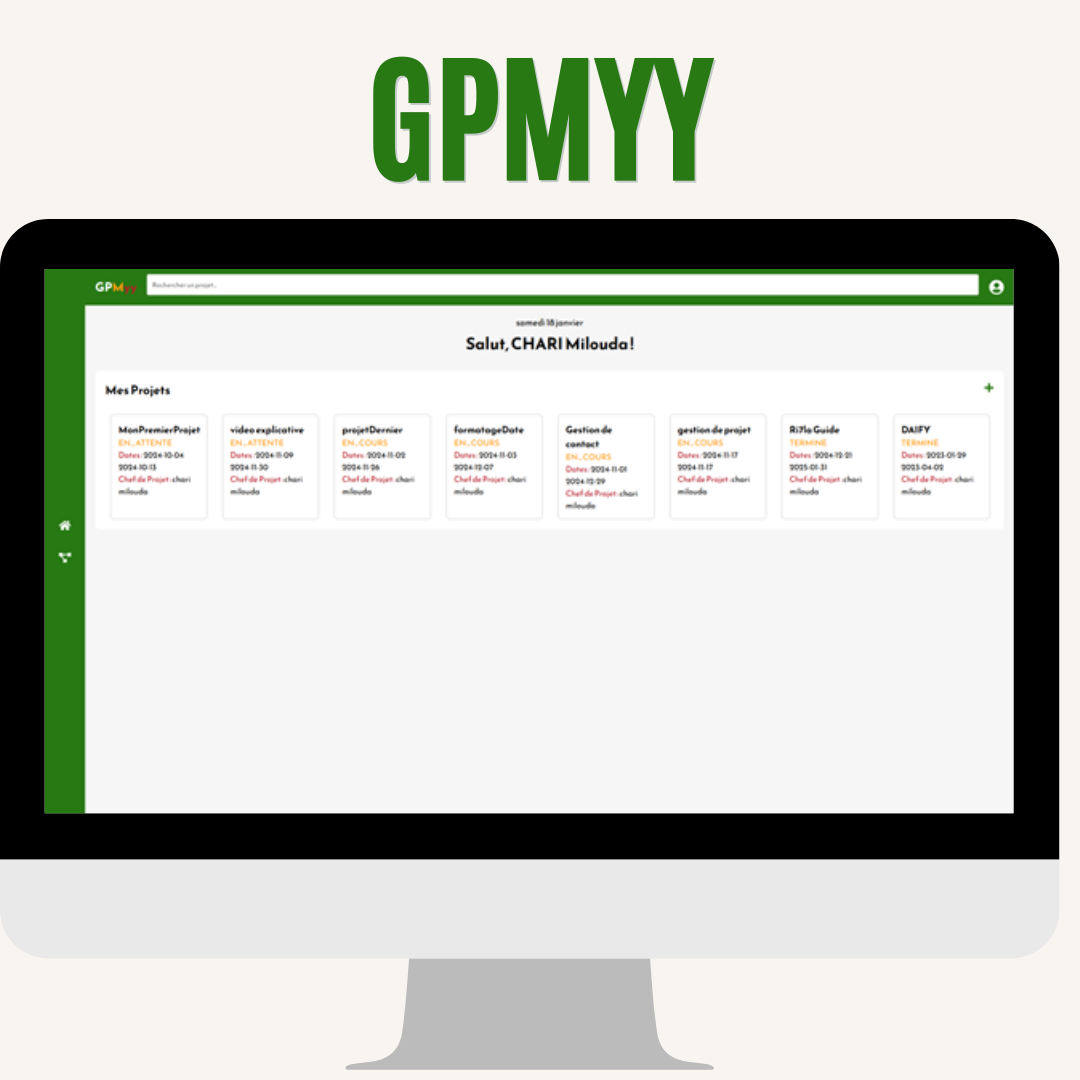 GPMYY
GPMyy
Rechercher un projet..
samedi 18 janvier
Salut, CHARI Milouda !
Mes Projets
+
MonPremierProjet
EN_ATTENTE
Dates: 2024-10-04
2024-10-13
Chef de Projet: chari
milouda
video explicative
EN_ATTENTE
Dates: 2024-11-09
2024-11-30
Chef de Projet: chari
milouda
projetDernier
EN_COURS
Dates: 2024-11-02
2024-11-26
Chef de Projet: chari
milouda
formatageDate
EN_COURS
Dates: 2024-11-03
2024-12-07
Chef de Projet: chari
milouda
Gestion de
contact
EN_COURS
Dates: 2024-11-01
2024-12-29
Chef de Projet: chari
milouda
gestion de projet
EN_COURS
Dates: 2024-11-17
2024-11-17
Chef de Projet: chari
milouda
Ri7la Guide
TERMINE
Dates: 2024-12-21
2025-01-31
Chef de Projet: chari
milouda
DAIFY
TERMINE
Dates: 2023-01-29
2023-04-02
Chef de Projet: chari
milouda